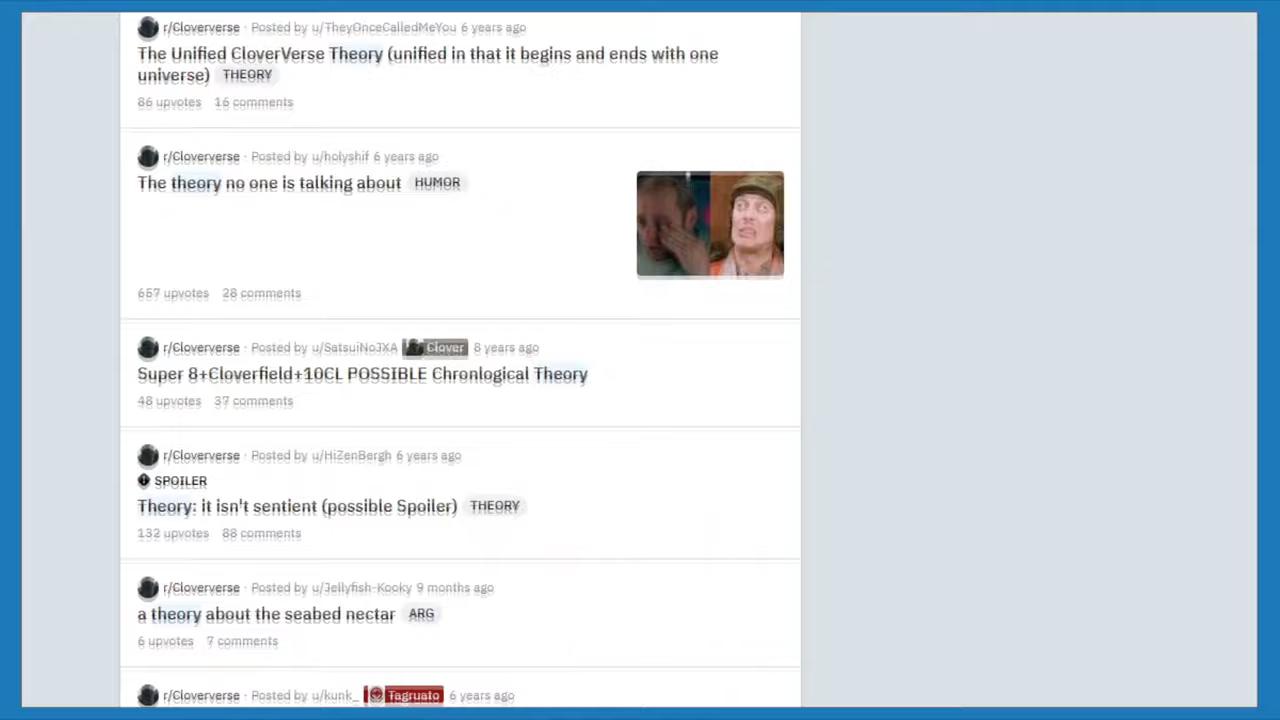 r/Cloververse · Posted by u/TheyOnceCalledMeYou 6 years ago
The Unified CloverVerse Theory (unified in that it begins and ends with one
universe) THEORY
86 upvotes 16 comments
r/Cloververse · Posted by u/holyshif 6 years ago
The theory no one is talking about HUMOR
657 upvotes 28 comments
r/Cloververse · Posted by u/SatsuiNoJXA Clover 8 years ago
Super 8+Cloverfield+10CL POSSIBLE Chronlogical Theory
48 upvotes 37 comments
r/Cloververse · Posted by u/HiZenBergh 6 years ago
SPOILER
Theory: it isn't sentient (possible Spoiler) THEORY
132 upvotes 88 comments
r/Cloververse · Posted by u/Jellyfish-Kooky 9 months ago
a theory about the seabed nectar ARG
6 upvotes 7 comments
r/Cloververse · Posted by u/kunk_ Tagruato 6 years ago